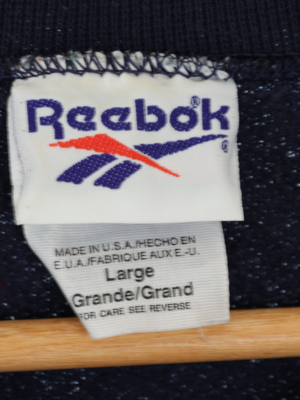 Reebok®
®
MADE IN U.S.A./HECHO EN
E.U.A./FABRIQUE AUX E.-U.
Large
Grande/Grand
FOR CARE SEE REVERSE